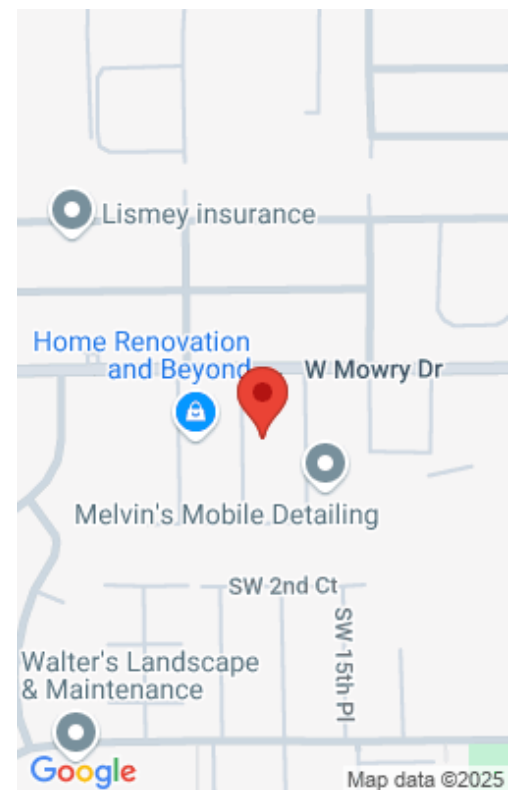 Lismey insurance
Home Renovation
and Beyond
W Mowry Dr
Melvin's Mobile Detailing
SW 2nd Ct
SW 15th Pl
Walter's Landscape
& Maintenance
Google
Map data ©2025